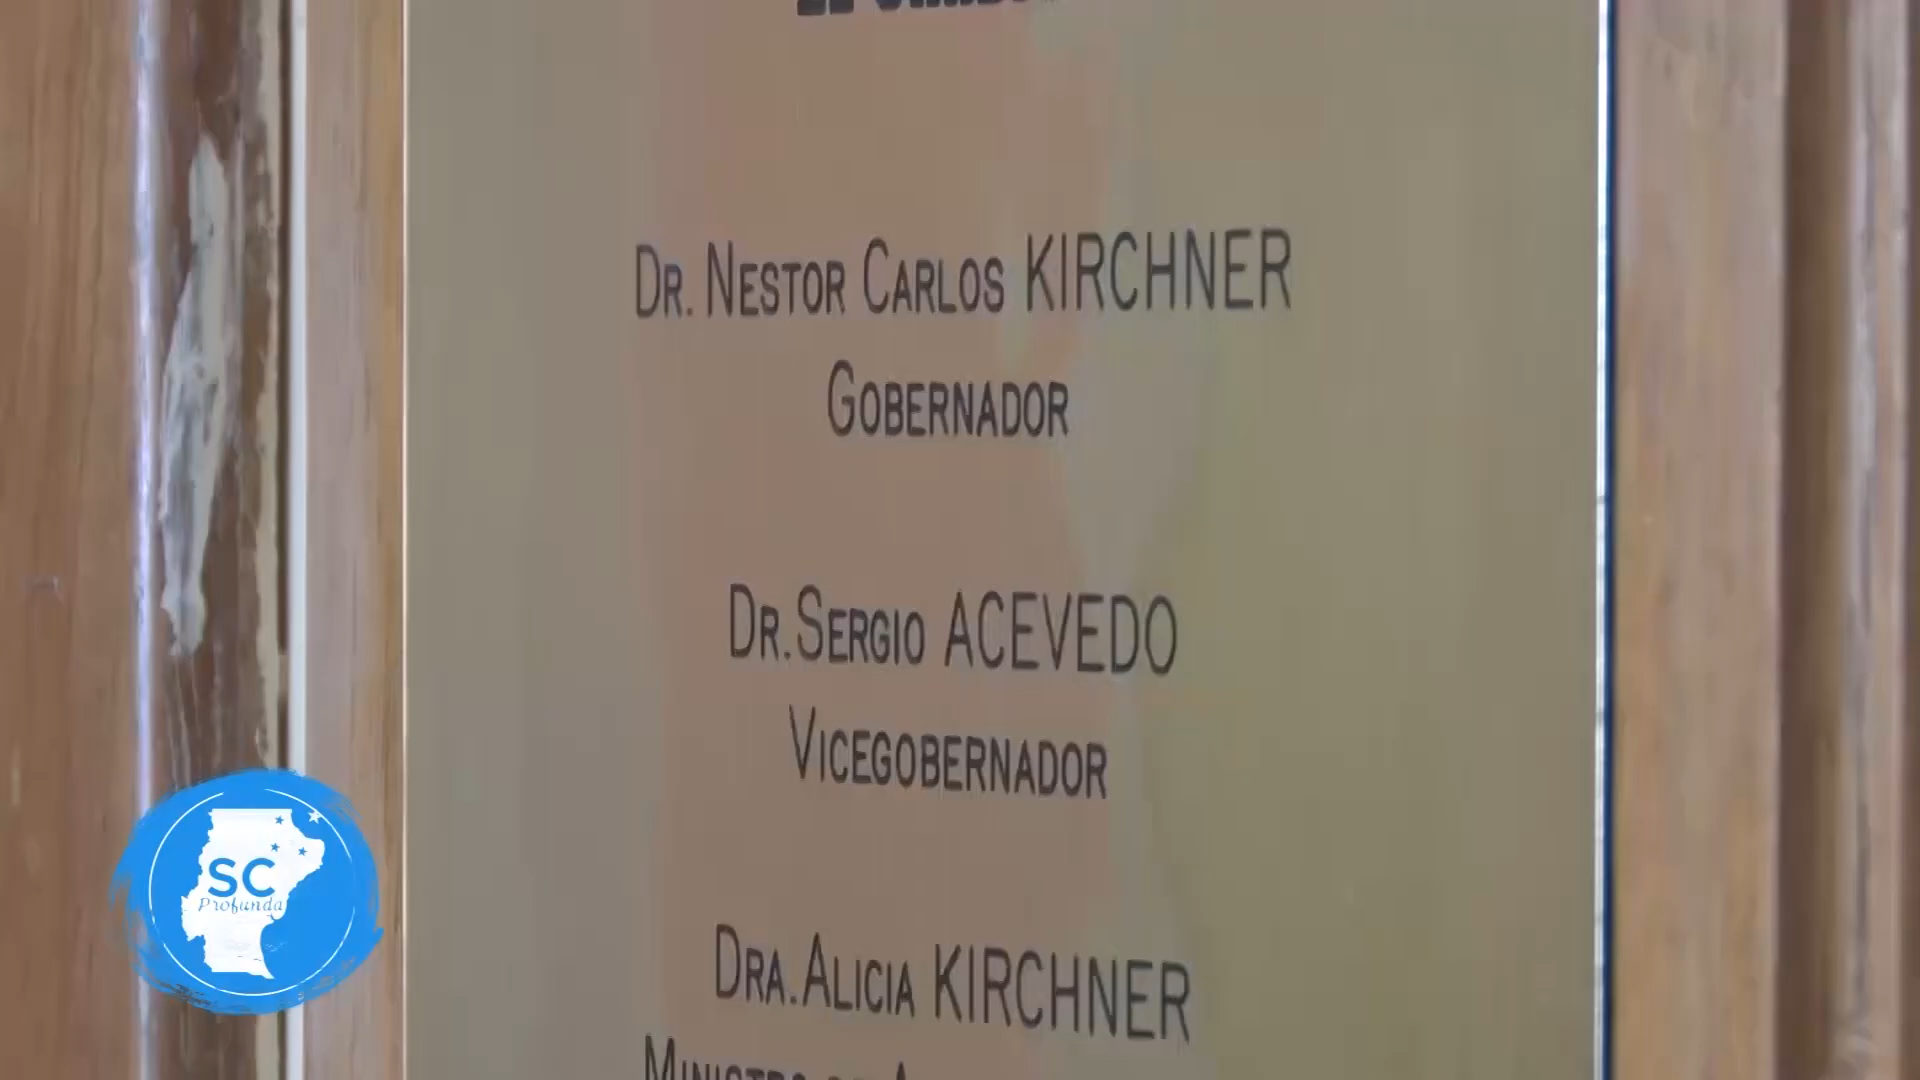 Dr. Nestor Carlos KIRCHNER
Gobernador
Dr. Sergio ACEVEDO
Vicegobernador
Dra. Alicia KIRCHNER
SC
Profunda